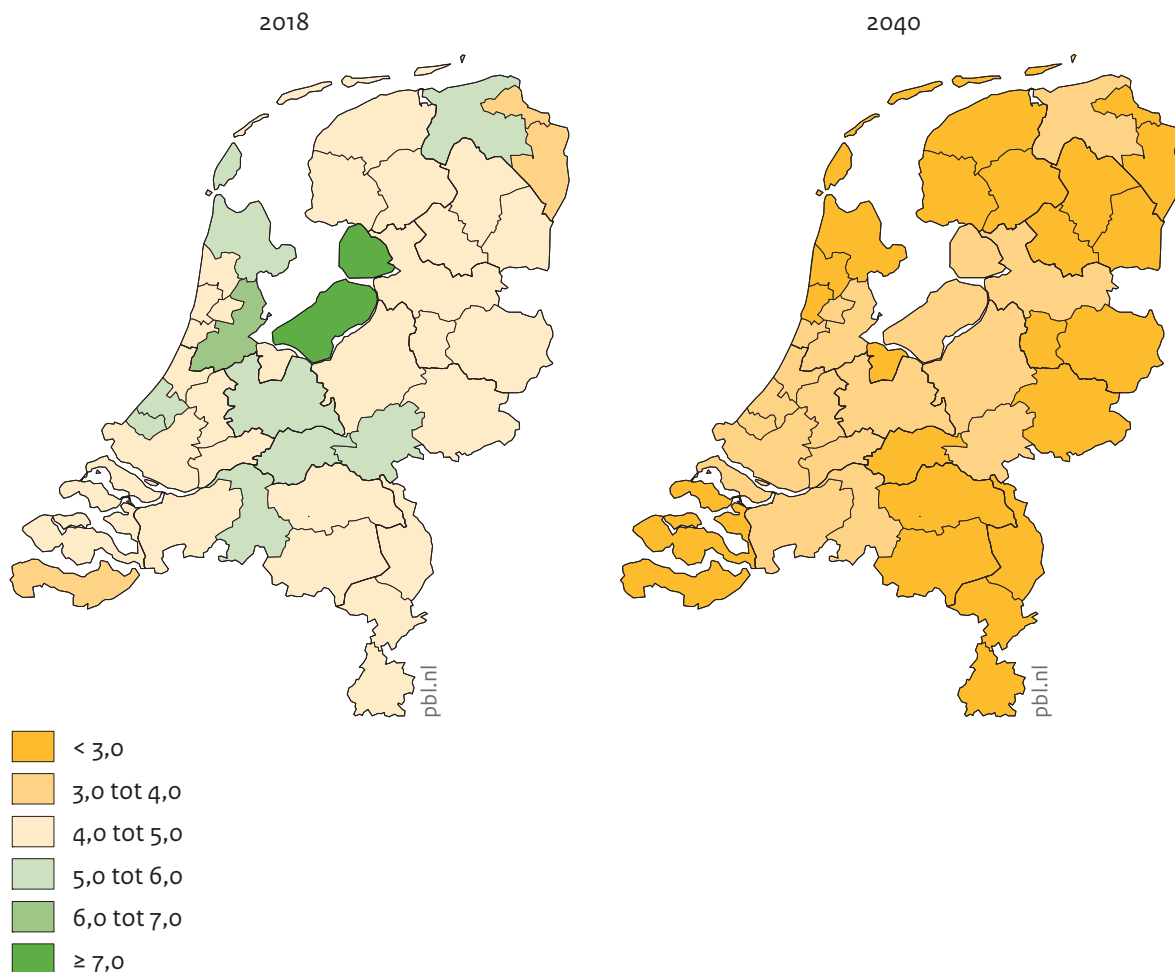 2018
2040
pbl.nl
pbl.nl
< 3,0
3,0 tot 4,0
4,0 tot 5,0
5,0 tot 6,0
6,0 tot 7,0
≥ 7,0